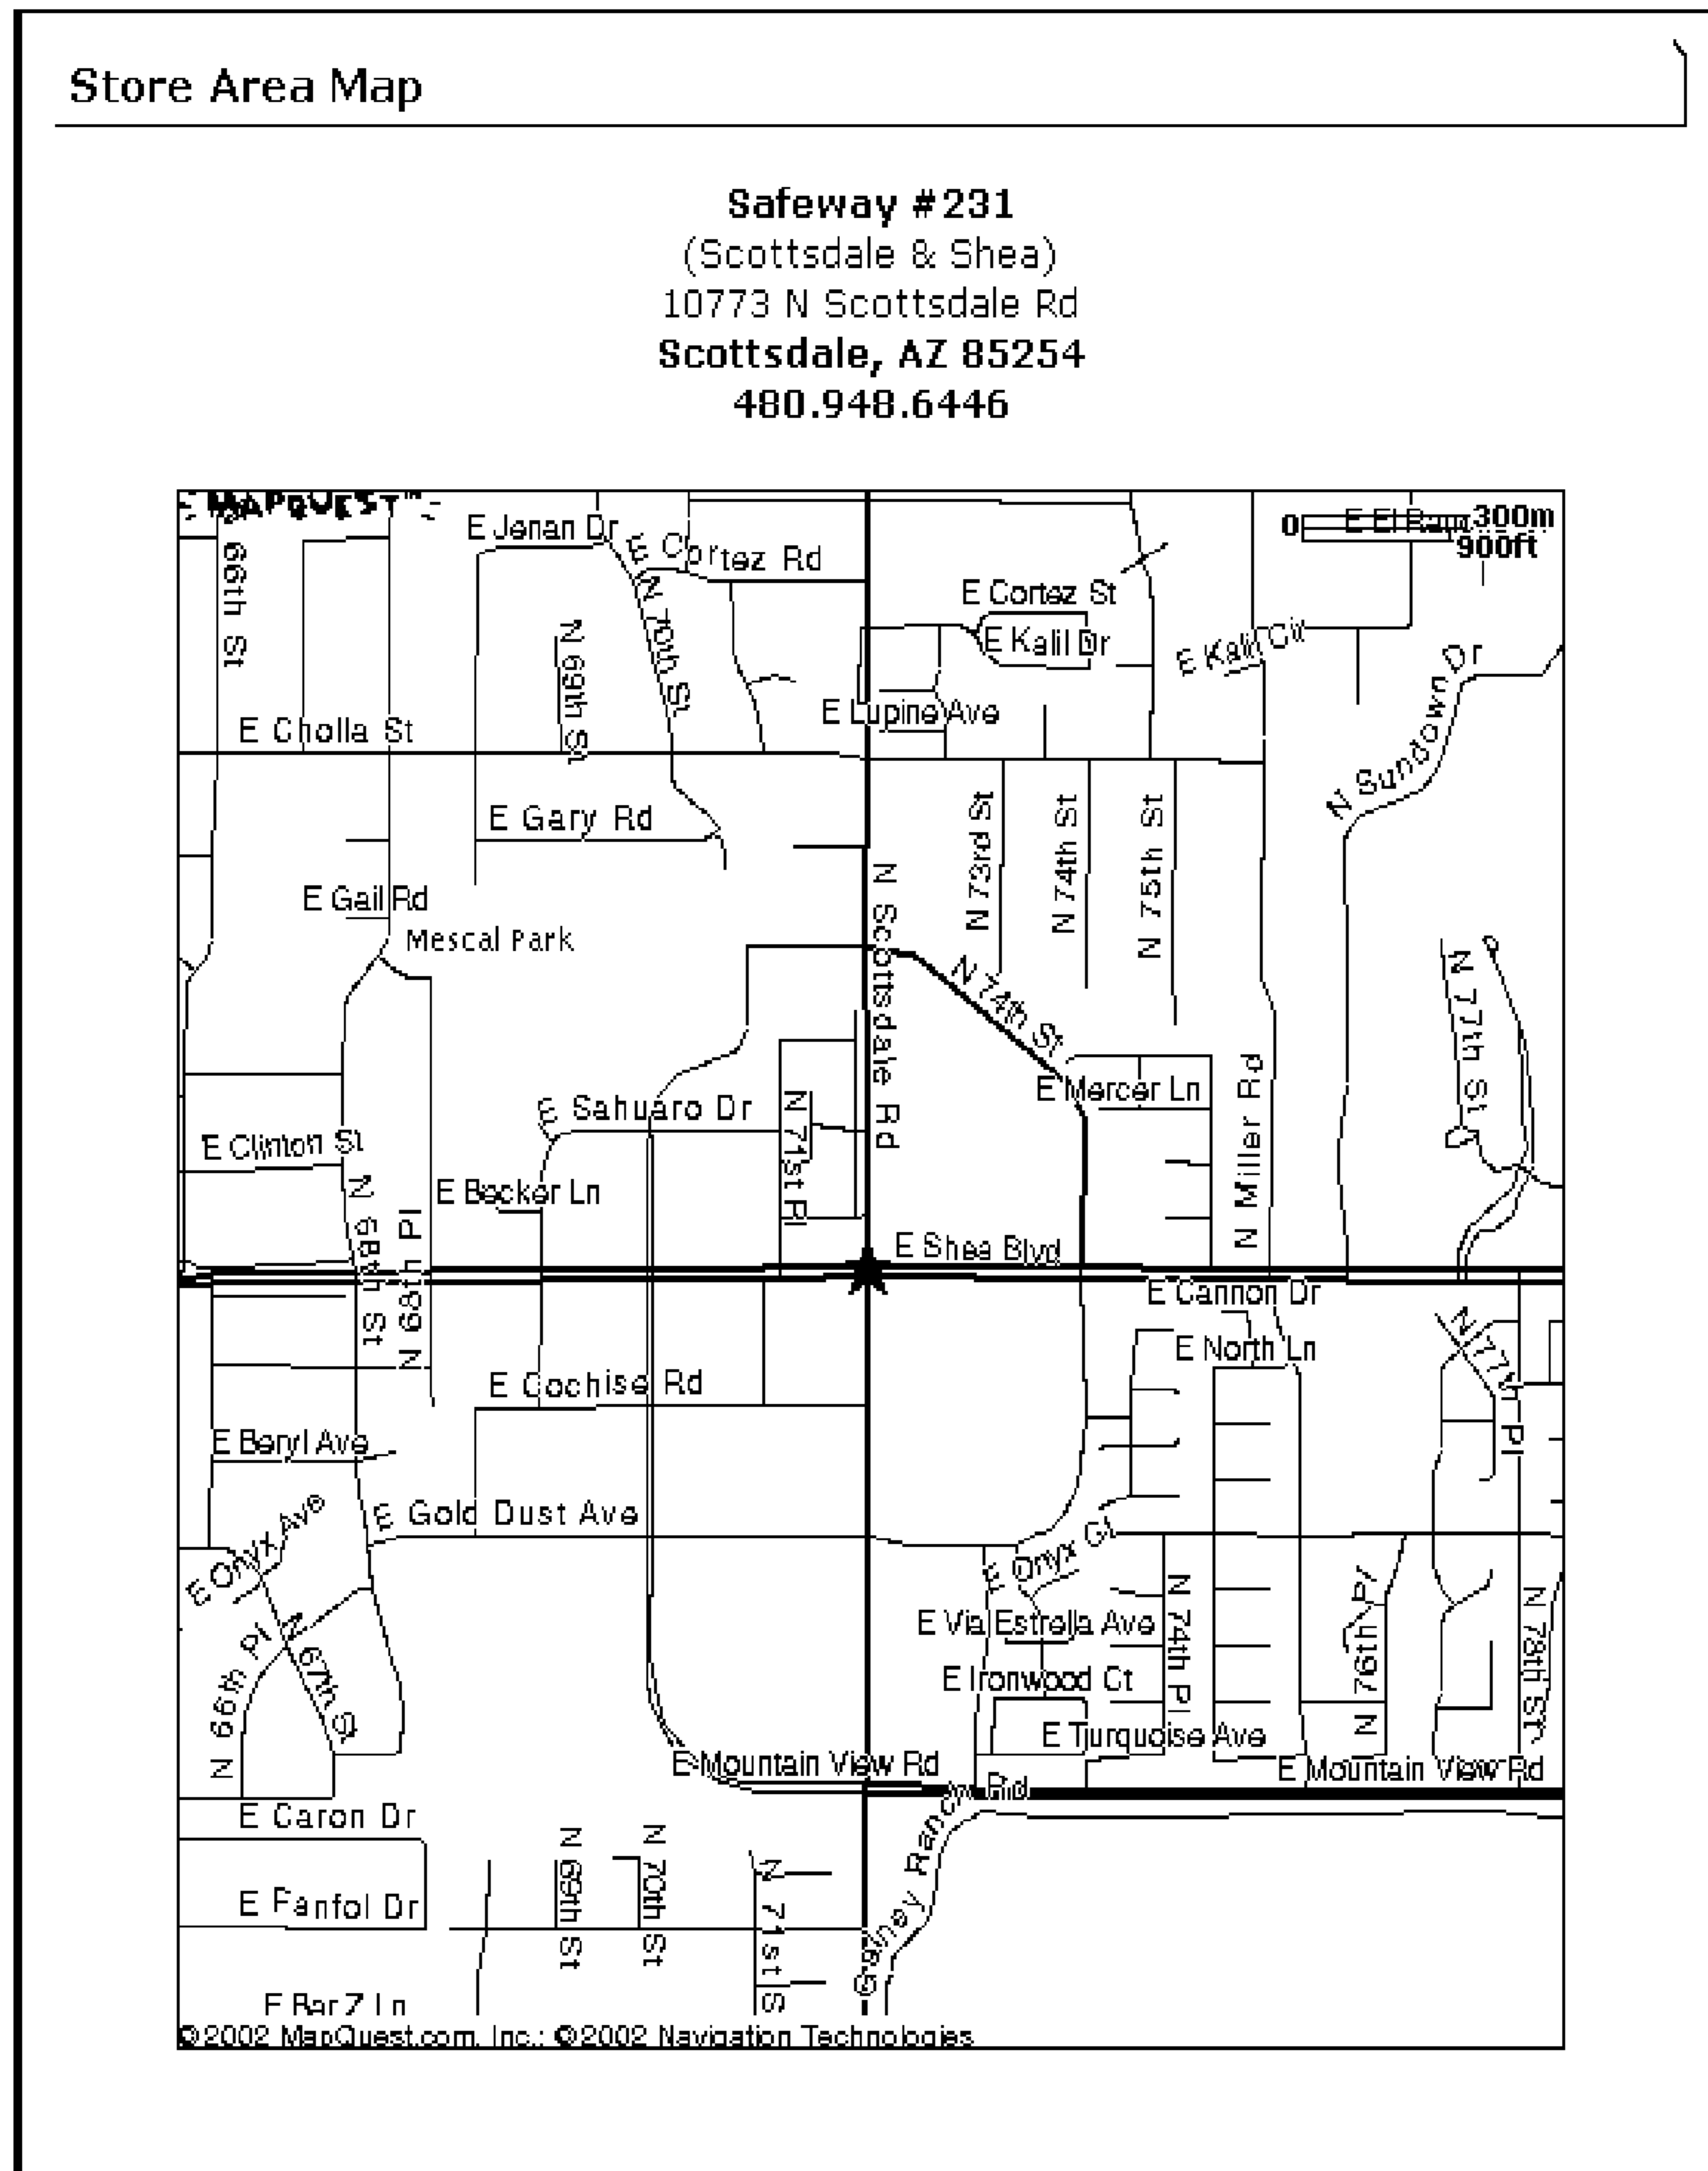 Store Area Map
Safeway #231
(Scottsdale & Shea)
10773 N Scottsdale Rd
Scottsdale, AZ 85254
480.948.6446
MAPQUEST™
0 300m
900ft
E Jenan Dr
E Cortez Rd
66th St
N 69th St
N 70th St
E Cortez St
E Kalil Dr
E Kalil Cir
N Sundown Dr
E Lupine Ave
E Cholla St
E Gary Rd
N 73rd St
N 74th St
N 75th St
E Gail Rd
Mescal Park
N Scottsdale Rd
N 74th St
N 77th St
E Mercer Ln
N Miller Rd
E Sahuaro Dr
N 71st Pl
E Clinton St
E Becker Ln
N 68th St
N 68th Pl
E Shea Blvd
E Cannon Dr
E North Ln
N 77th Pl
E Cochise Rd
E Beryl Ave
E Gold Dust Ave
E Onyx Ave
E Onyx Ct
N 66th Pl
N 67th St
E Via Estrella Ave
N 74th Pl
N 76th Pl
N 78th St
E Ironwood Ct
E Turquoise Ave
E Mountain View Rd
E Mountain View Rd
Gainey Ranch Rd
E Caron Dr
E Fanfol Dr
N 69th St
N 70th St
N 71st S
E Bar Z Ln
©2002 MapQuest.com, Inc.; ©2002 Navigation Technologies